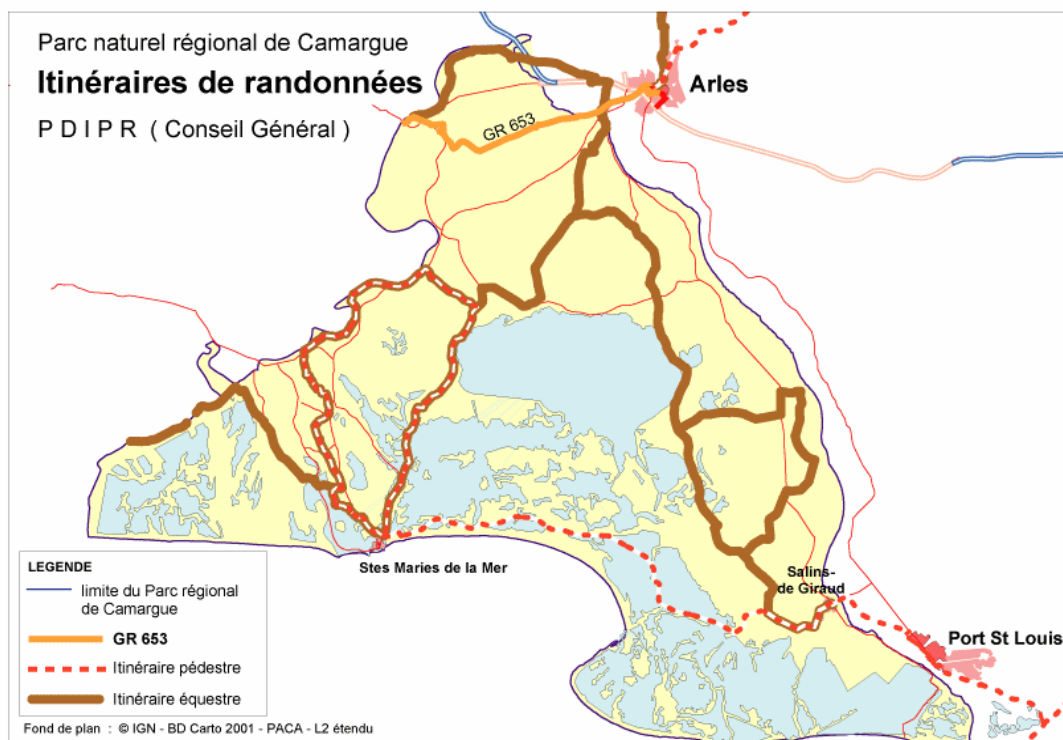 Parc naturel régional de Camargue
Itinéraires de randonnées
P D I P R ( Conseil Général )
Arles
GR 653
Stes Maries de la Mer
Salins-
de Giraud
Port St Louis
LEGENDE
limite du Parc régional
de Camargue
GR 653
Itinéraire pédestre
Itinéraire équestre
Fond de plan : © IGN - BD Carto 2001 - PACA - L2 étendu